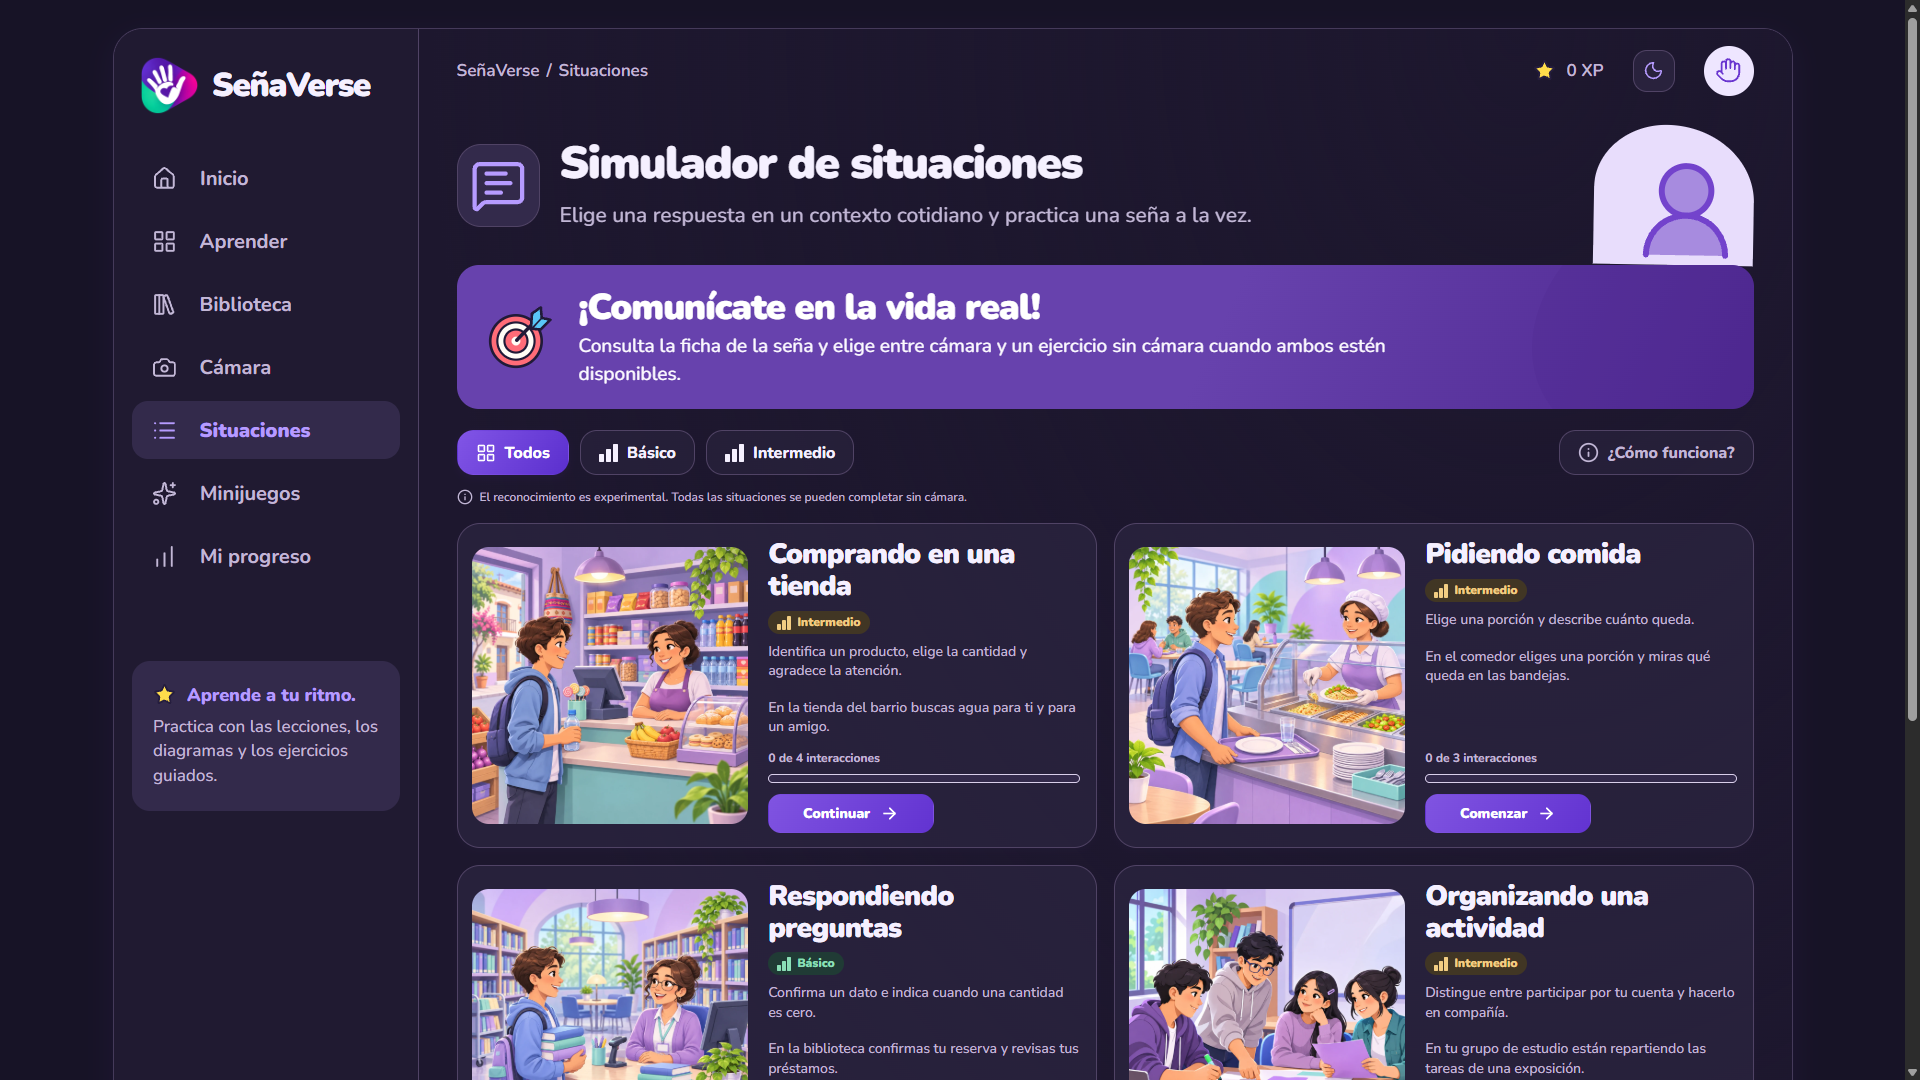 SeñaVerse
Inicio
Aprender
Biblioteca
Cámara
Situaciones
Minijuegos
Mi progreso
Aprende a tu ritmo.
Practica con las lecciones, los
diagramas y los ejercicios
guiados.
SeñaVerse / Situaciones
0 XP
Simulador de situaciones
Elige una respuesta en un contexto cotidiano y practica una seña a la vez.
¡Comunícate en la vida real!
Consulta la ficha de la seña y elige entre cámara y un ejercicio sin cámara cuando ambos estén
disponibles.
Todos
Básico
Intermedio
¿Cómo funciona?
El reconocimiento es experimental. Todas las situaciones se pueden completar sin cámara.
Comprando en una
tienda
Intermedio
Identifica un producto, elige la cantidad y
agradece la atención.
En la tienda del barrio buscas agua para ti y para
un amigo.
0 de 4 interacciones
Continuar
Pidiendo comida
Intermedio
Elige una porción y describe cuánto queda.
En el comedor eliges una porción y miras qué
queda en las bandejas.
0 de 3 interacciones
Comenzar
Respondiendo
preguntas
Básico
Confirma un dato e indica cuando una cantidad
es cero.
En la biblioteca confirmas tu reserva y revisas tus
préstamos.
Organizando una
actividad
Intermedio
Distingue entre participar por tu cuenta y hacerlo
en compañía.
En tu grupo de estudio están repartiendo las
tareas de una exposición.